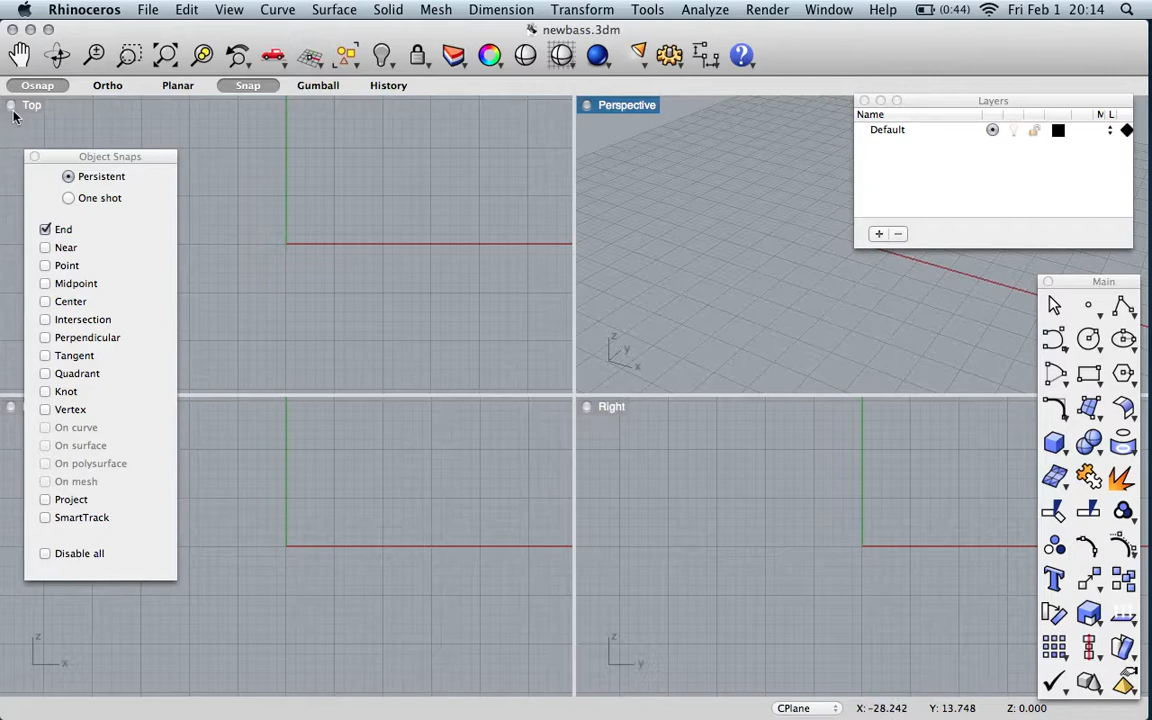 Rhinoceros File Edit View Curve Surface Solid Mesh Dimension Transform Tools Analyze Render Window Help (0:44) Fri Feb 1 20:14
newbass.3dm
Osnap Ortho Planar Snap Gumball History
Top
Perspective
Right
Object Snaps
Persistent
One shot
End
Near
Point
Midpoint
Center
Intersection
Perpendicular
Tangent
Quadrant
Knot
Vertex
On curve
On surface
On polysurface
On mesh
Project
SmartTrack
Disable all
Layers
Name M L
Default
Main
z
y
x
z
x
z
y
CPlane X: -28.242 Y: 13.748 Z: 0.000